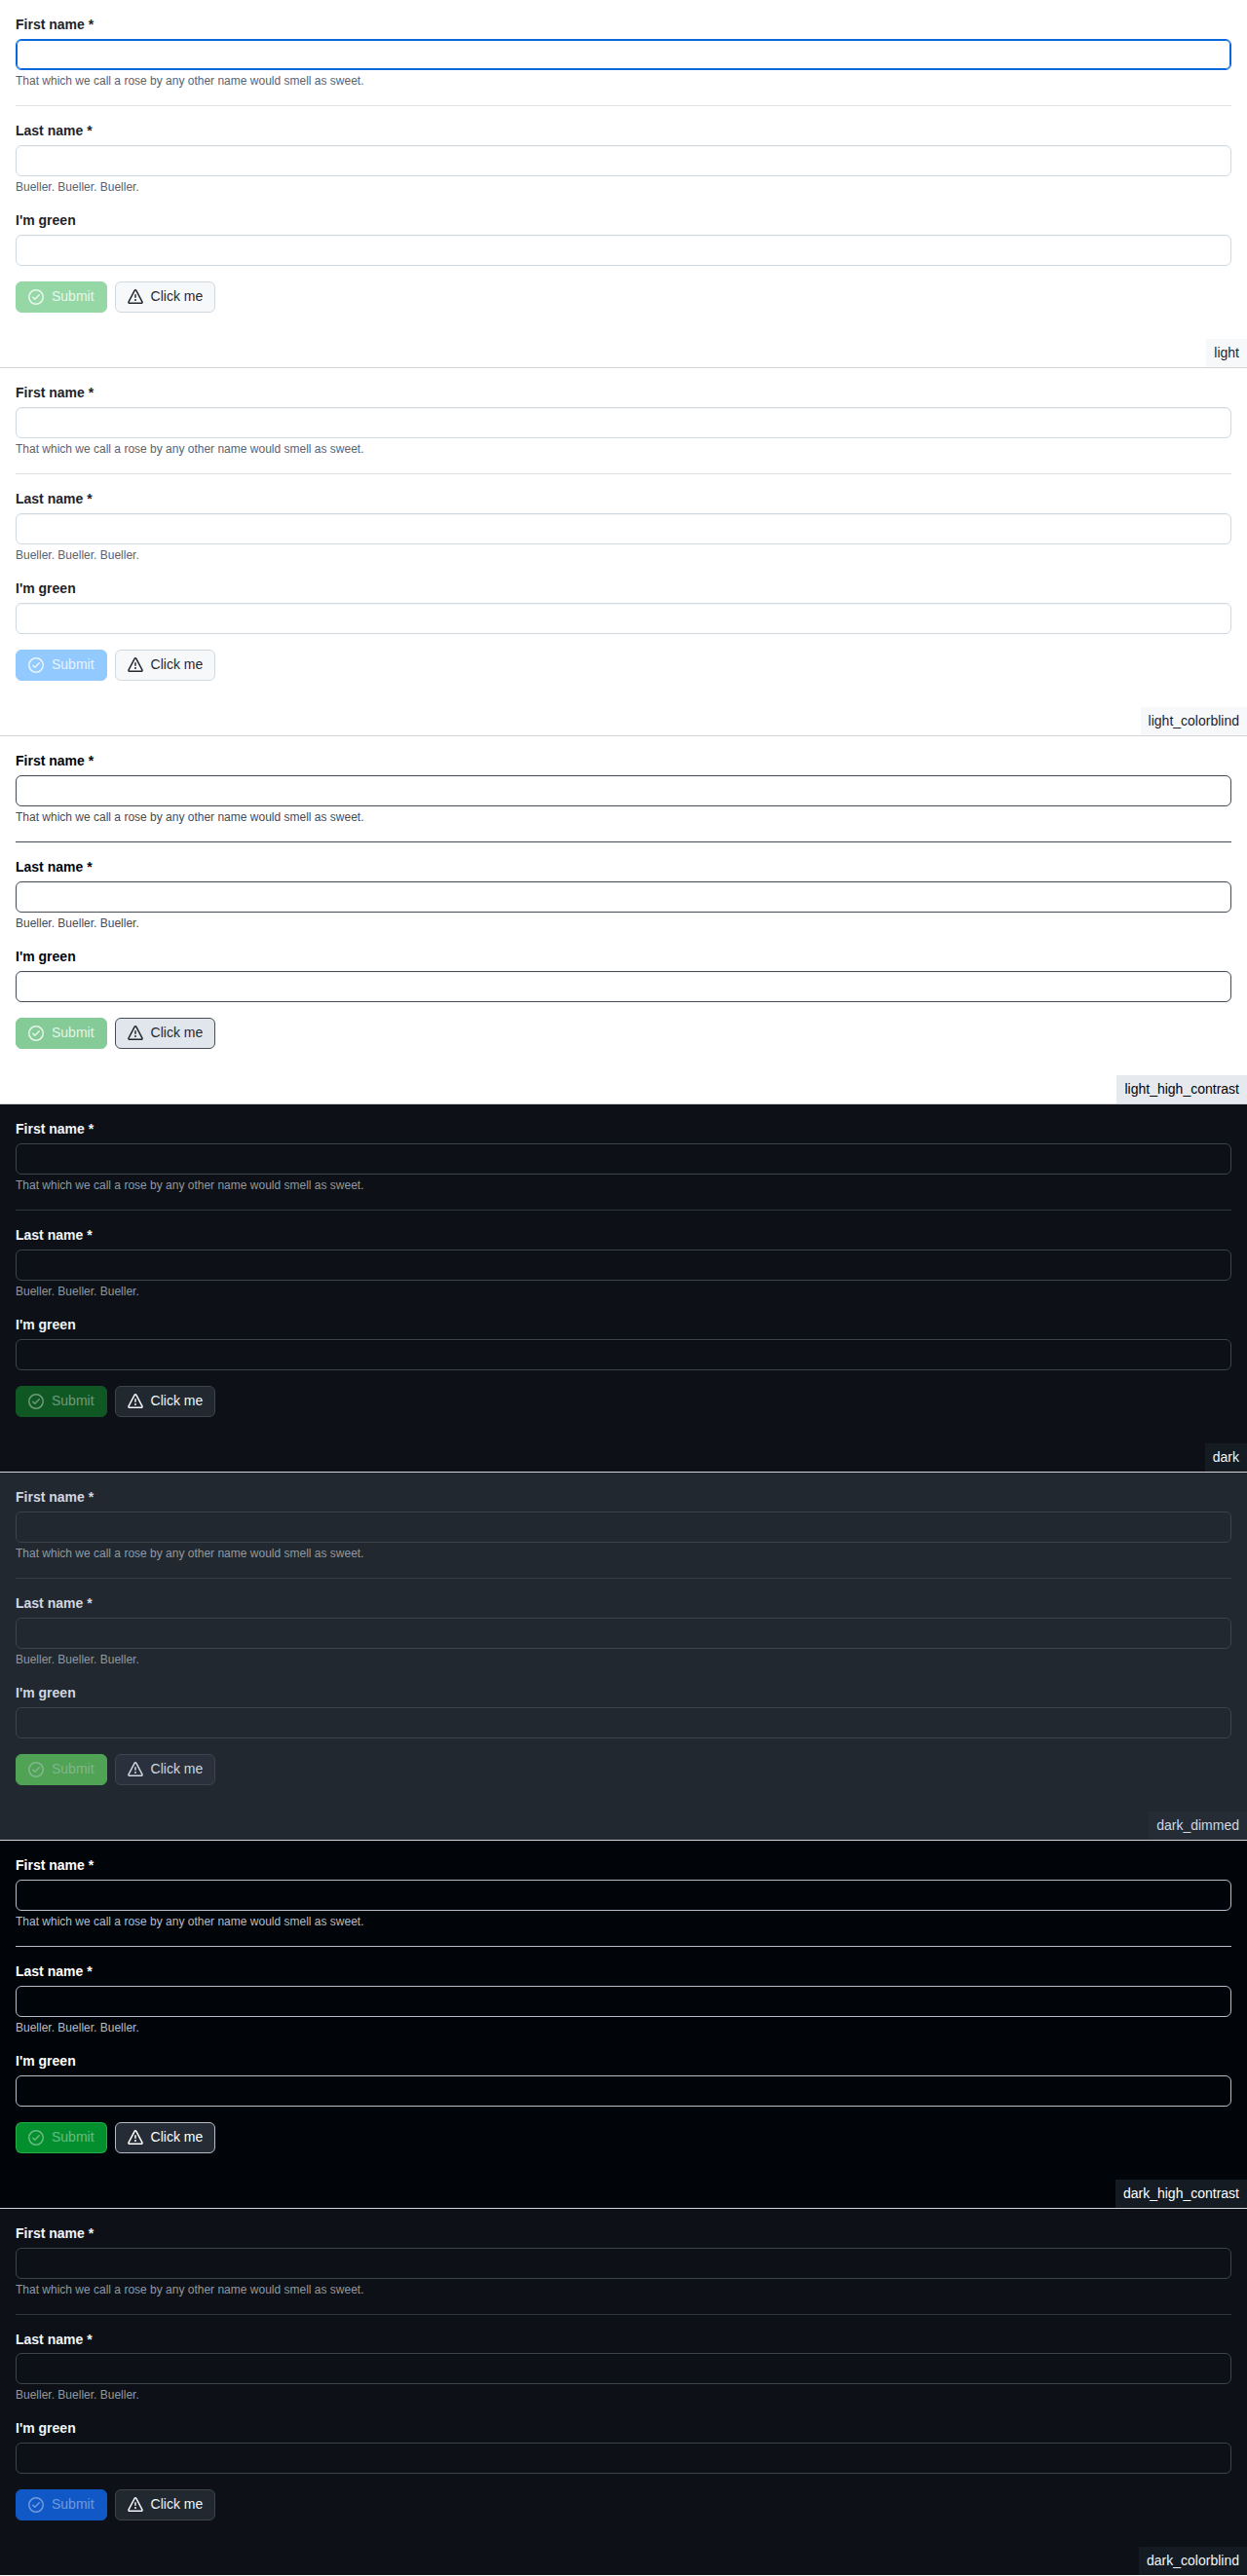 First name *
That which we call a rose by any other name would smell as sweet.
Last name *
Bueller. Bueller. Bueller.
I'm green
Submit Click me
light
First name *
That which we call a rose by any other name would smell as sweet.
Last name *
Bueller. Bueller. Bueller.
I'm green
Submit Click me
light_colorblind
First name *
That which we call a rose by any other name would smell as sweet.
Last name *
Bueller. Bueller. Bueller.
I'm green
Submit Click me
light_high_contrast
First name *
That which we call a rose by any other name would smell as sweet.
Last name *
Bueller. Bueller. Bueller.
I'm green
Submit Click me
dark
First name *
That which we call a rose by any other name would smell as sweet.
Last name *
Bueller. Bueller. Bueller.
I'm green
Submit Click me
dark_dimmed
First name *
That which we call a rose by any other name would smell as sweet.
Last name *
Bueller. Bueller. Bueller.
I'm green
Submit Click me
dark_high_contrast
First name *
That which we call a rose by any other name would smell as sweet.
Last name *
Bueller. Bueller. Bueller.
I'm green
Submit Click me
dark_colorblind